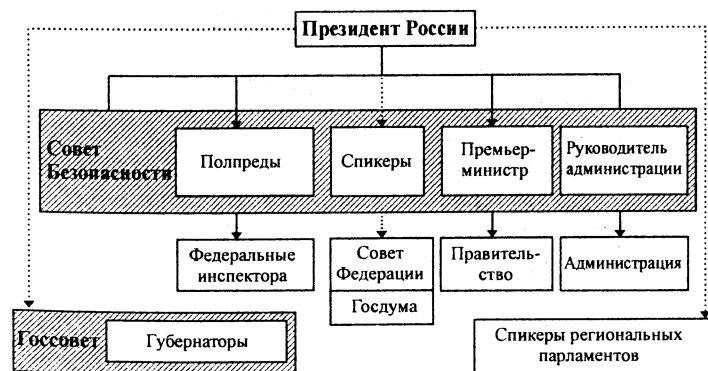 Президент России
Совет
Безопасности
Полпреды
Спикеры
Премьер-
министр
Руководитель
администрации
Федеральные
инспектора
Совет
Федерации
Госдума
Правитель-
ство
Администрация
Госсовет
Губернаторы
Спикеры региональных
парламентов